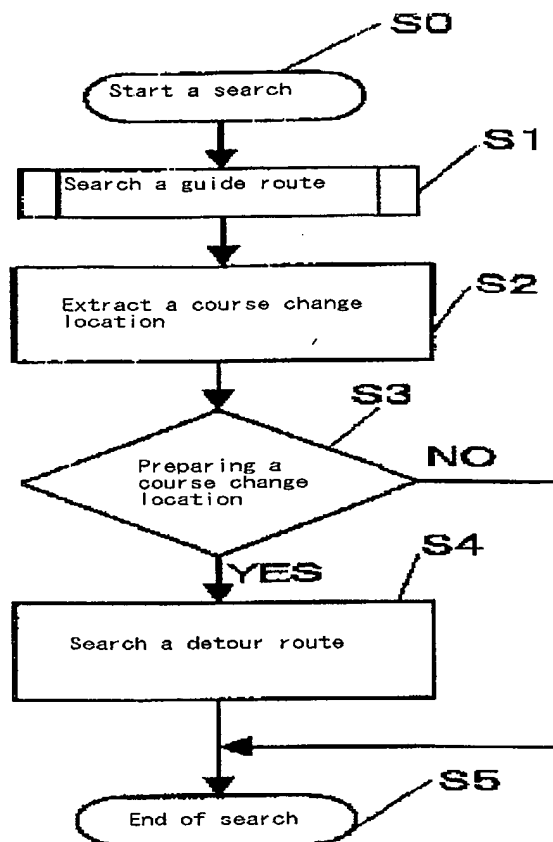 S0
Start a search
S1
Search a guide route
S2
Extract a course change
location
S3
Preparing a
course change
location
NO
YES
S4
Search a detour route
S5
End of search